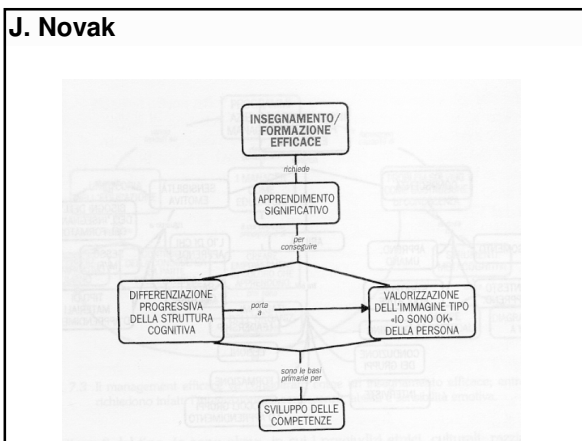 J. Novak
INSEGNAMENTO/
FORMAZIONE
EFFICACE
richiede
APPRENDIMENTO
SIGNIFICATIVO
per
conseguire
DIFFERENZIAZIONE
PROGRESSIVA
DELLA STRUTTURA
COGNITIVA
porta
a
VALORIZZAZIONE
DELL'IMMAGINE TIPO
«IO SONO OK»
DELLA PERSONA
sono le basi
primarie per
SVILUPPO DELLE
COMPETENZE